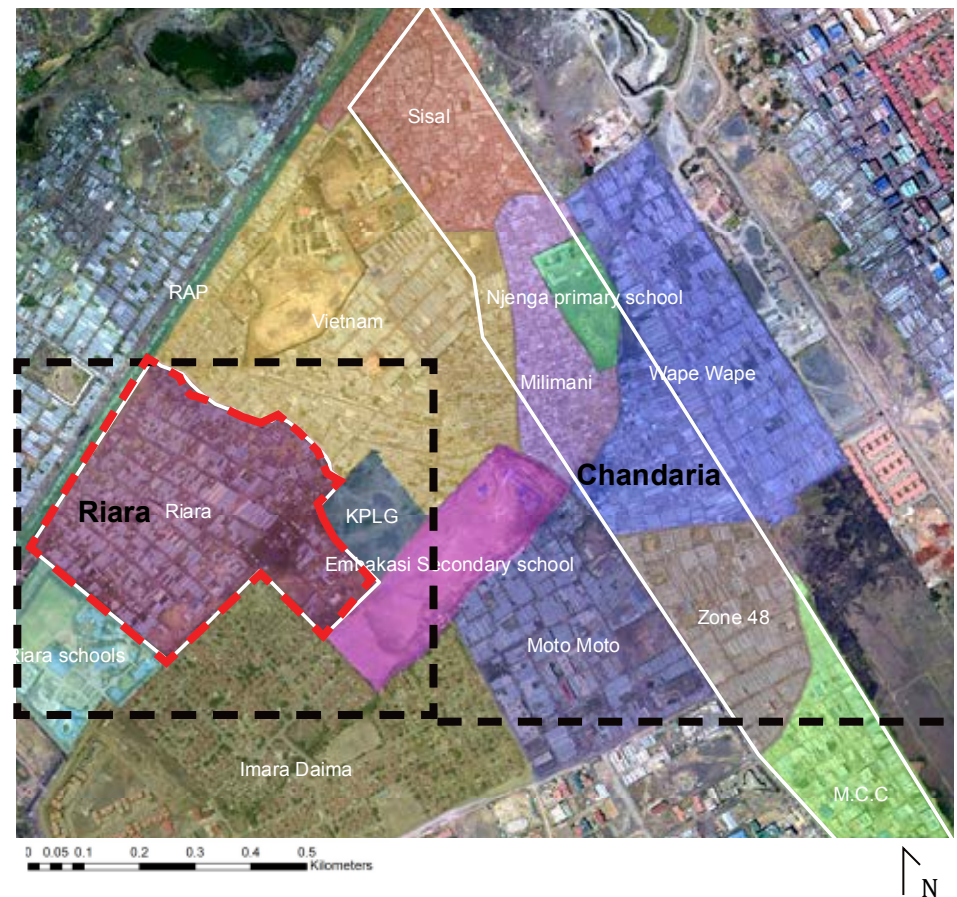 Sisal
RAP
Vietnam
Njenga primary school
Milimani
Wape Wape
Chandaria
Riara
Riara
KPLG
Embakasi Secondary school
Zone 48
Moto Moto
Riara schools
Imara Daima
M.C.C
0 0.05 0.1 0.2 0.3 0.4 0.5
Kilometers
N